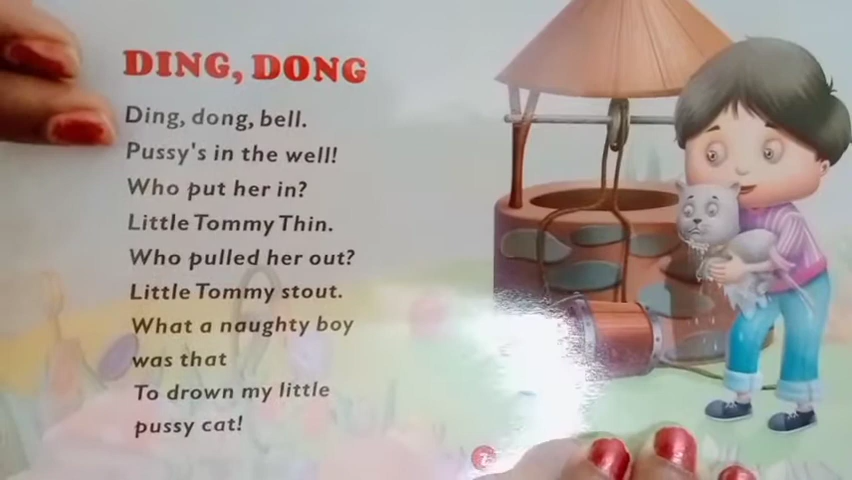 DING, DONG
Ding, dong, bell.
Pussy's in the well!
Who put her in?
Little Tommy Thin.
Who pulled her out?
Little Tommy stout.
What a naughty boy
was that
To drown my little
pussy cat!
7